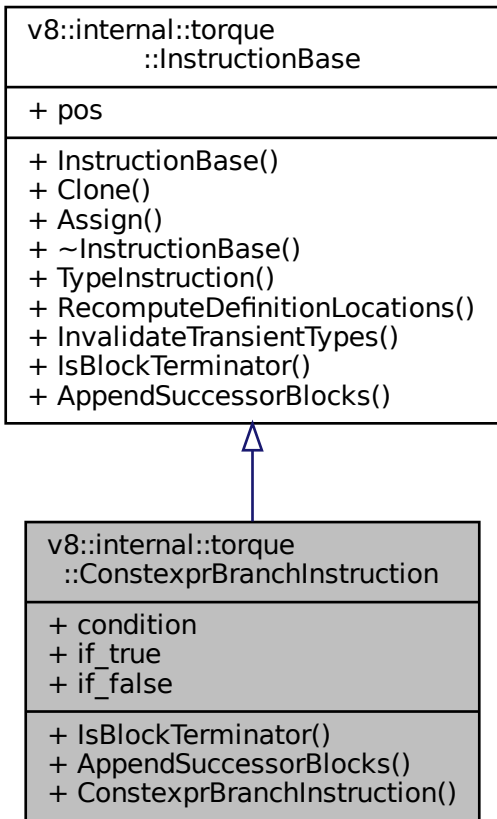 v8::internal::torque
::InstructionBase
+ pos
+ InstructionBase()
+ Clone()
+ Assign()
+ ~InstructionBase()
+ TypeInstruction()
+ RecomputeDefinitionLocations()
+ InvalidateTransientTypes()
+ IsBlockTerminator()
+ AppendSuccessorBlocks()
v8::internal::torque
::ConstexprBranchInstruction
+ condition
+ if_true
+ if_false
+ IsBlockTerminator()
+ AppendSuccessorBlocks()
+ ConstexprBranchInstruction()